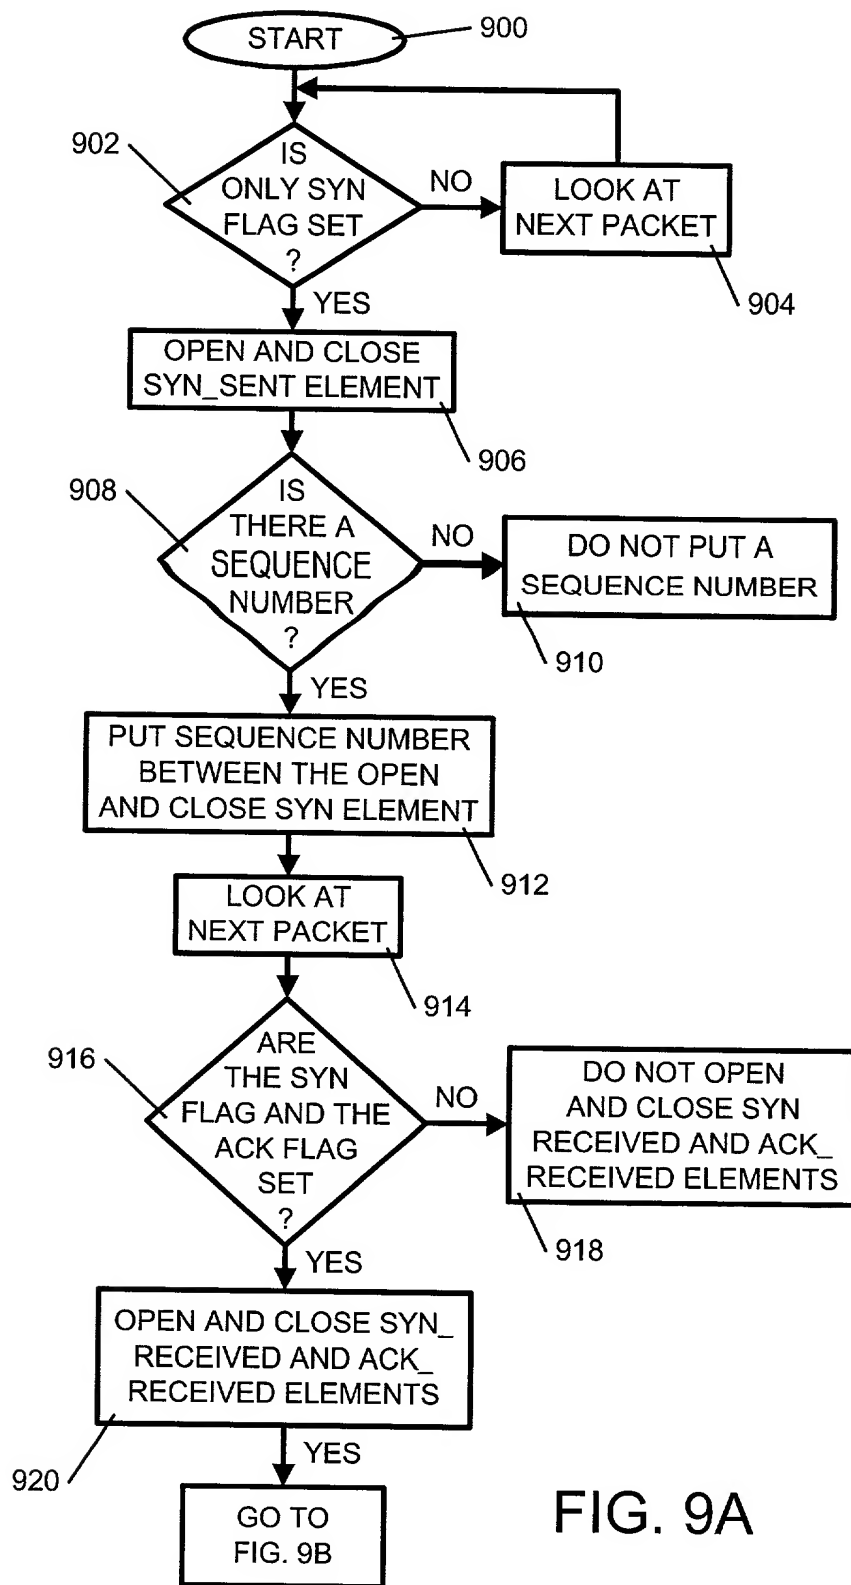 START
900
902
IS
ONLY SYN
FLAG SET
?
NO
LOOK AT
NEXT PACKET
904
YES
OPEN AND CLOSE
SYN_SENT ELEMENT
906
908
IS
THERE A
SEQUENCE
NUMBER
?
NO
DO NOT PUT A
SEQUENCE NUMBER
910
YES
PUT SEQUENCE NUMBER
BETWEEN THE OPEN
AND CLOSE SYN ELEMENT
912
LOOK AT
NEXT PACKET
914
916
ARE
THE SYN
FLAG AND THE
ACK FLAG
SET
?
NO
DO NOT OPEN
AND CLOSE SYN
RECEIVED AND ACK_
RECEIVED ELEMENTS
918
YES
OPEN AND CLOSE SYN_
RECEIVED AND ACK_
RECEIVED ELEMENTS
920
YES
GO TO
FIG. 9B
FIG. 9A